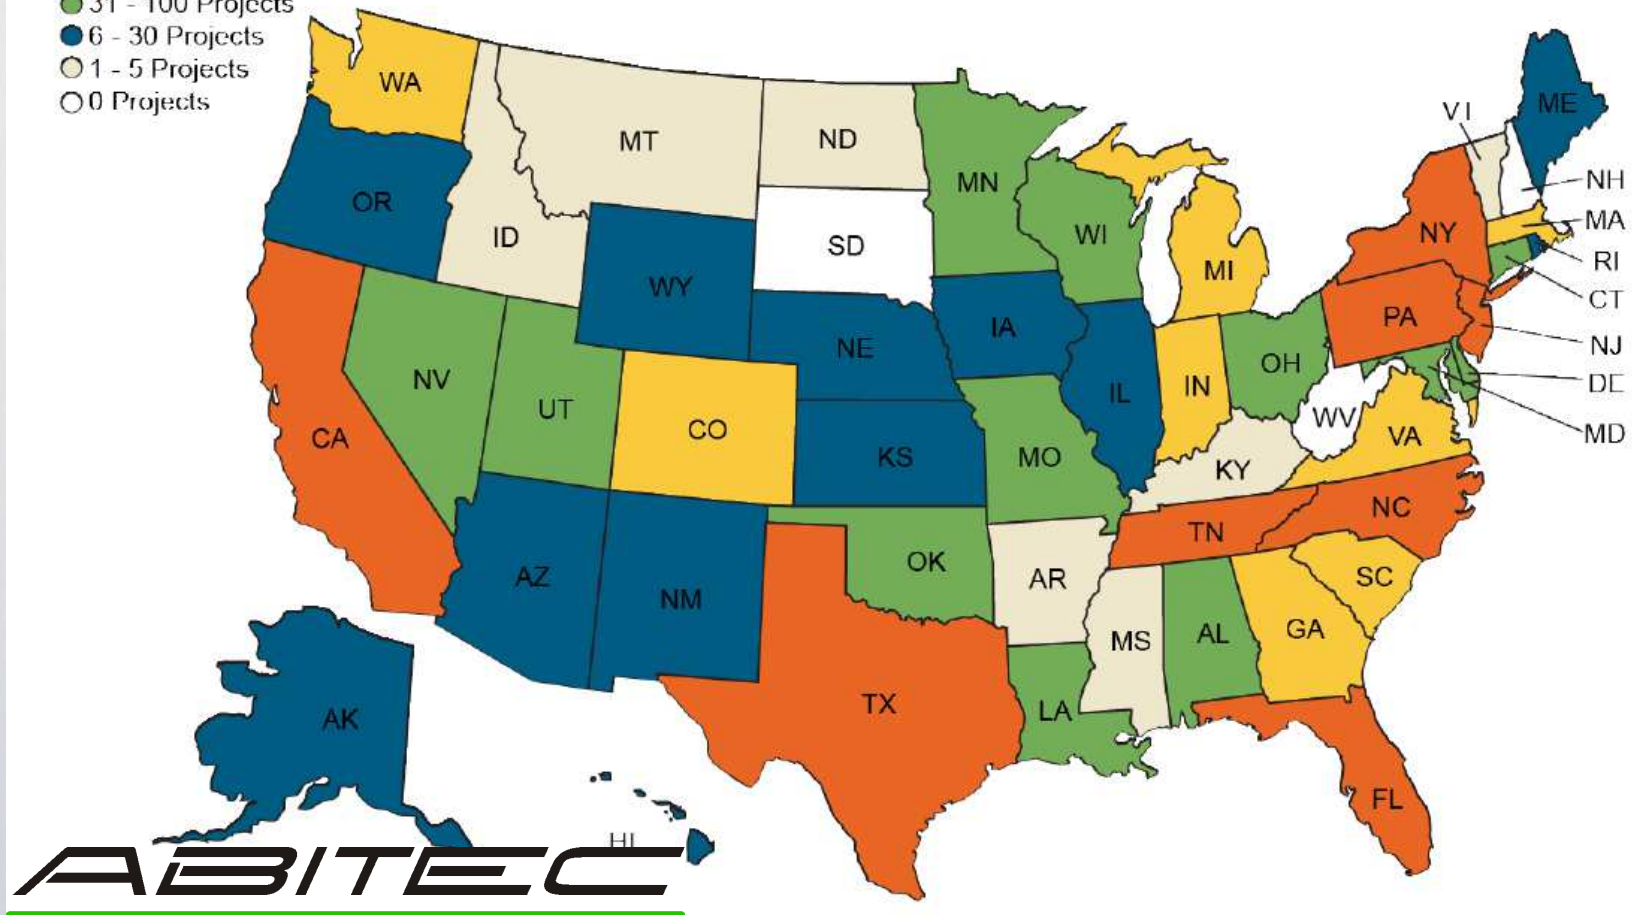 31 - 100 Projects
6 - 30 Projects
1 - 5 Projects
0 Projects
WA
OR
CA
NV
ID
MT
WY
UT
AZ
CO
NM
ND
SD
NE
KS
OK
TX
MN
IA
MO
AR
LA
WI
IL
MS
MI
IN
KY
TN
AL
OH
WV
VA
NC
SC
GA
FL
PA
NY
VI
ME
NH
MA
RI
CT
NJ
DE
MD
AK
HI
ABITEC